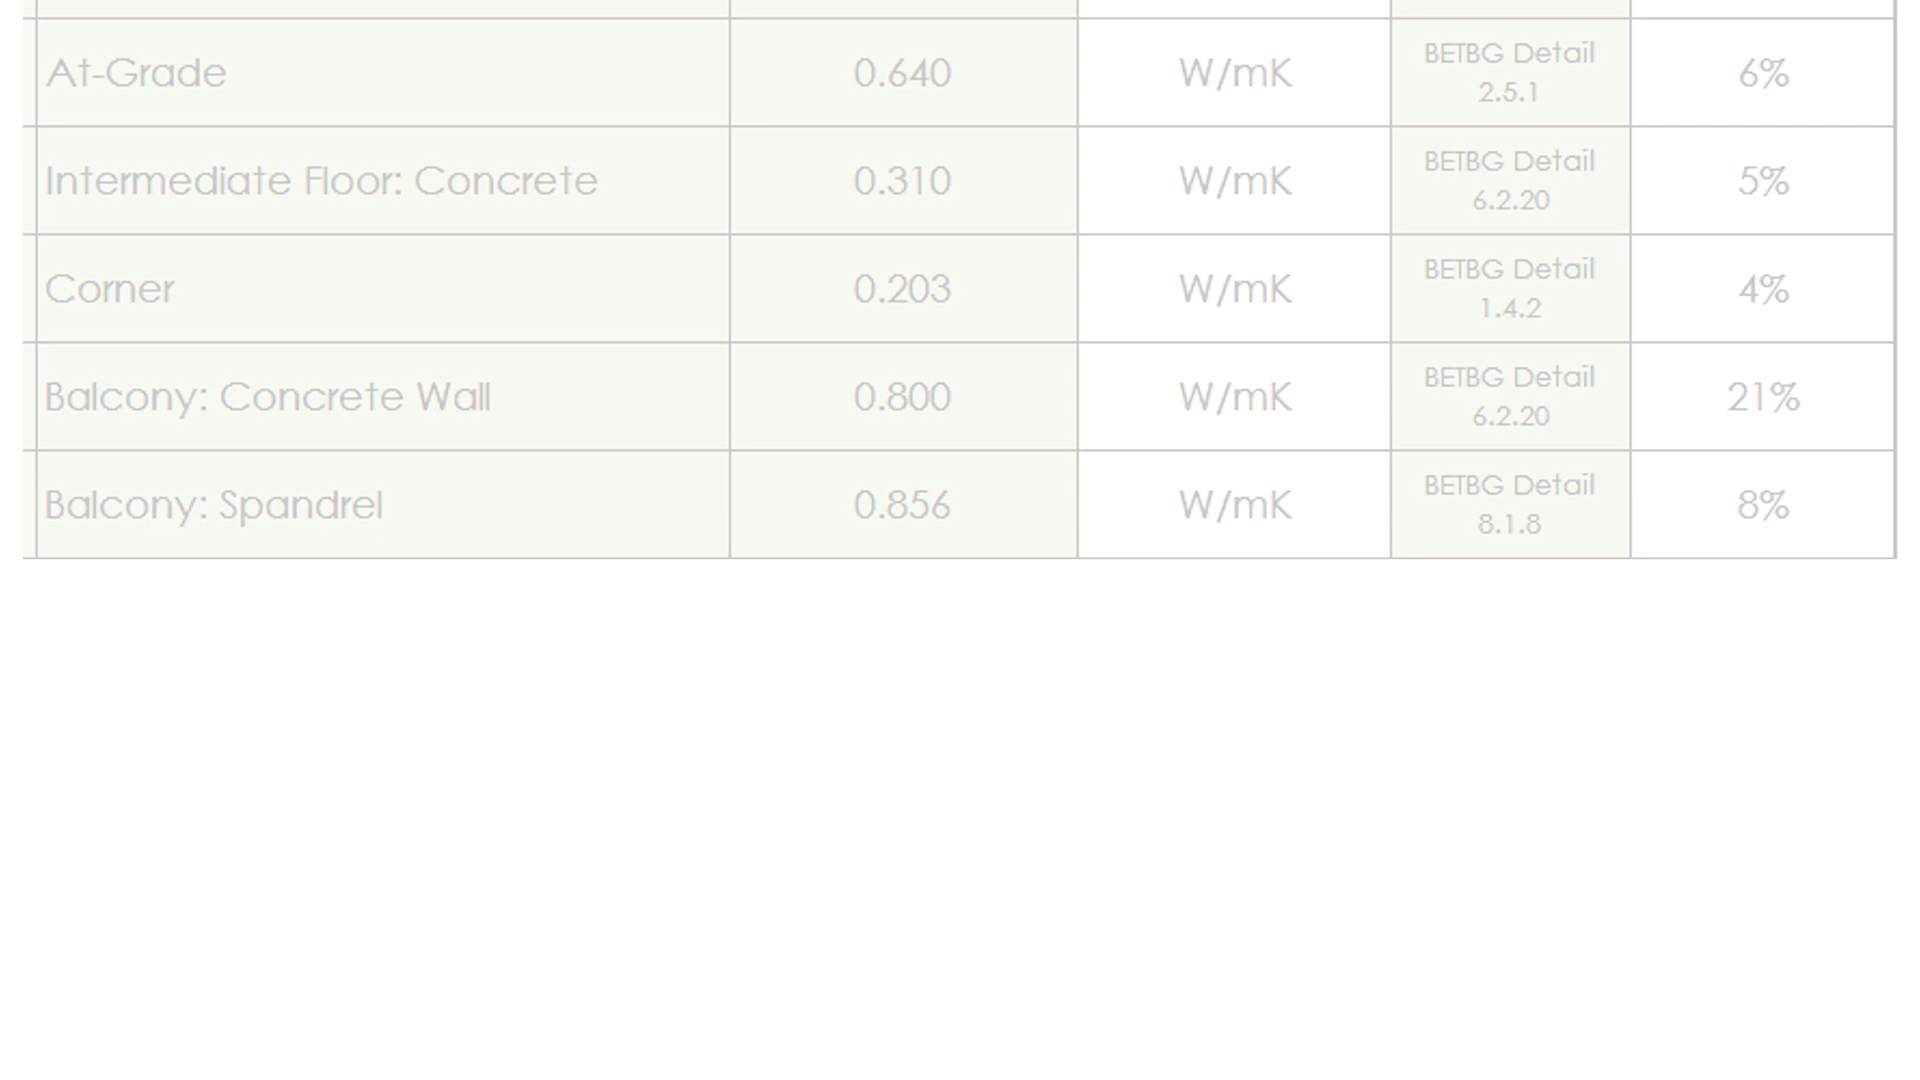 At-Grade 0.640 W/mK BETBG Detail 2.5.1 6%
Intermediate Floor: Concrete 0.310 W/mK BETBG Detail 6.2.20 5%
Corner 0.203 W/mK BETBG Detail 1.4.2 4%
Balcony: Concrete Wall 0.800 W/mK BETBG Detail 6.2.20 21%
Balcony: Spandrel 0.856 W/mK BETBG Detail 8.1.8 8%